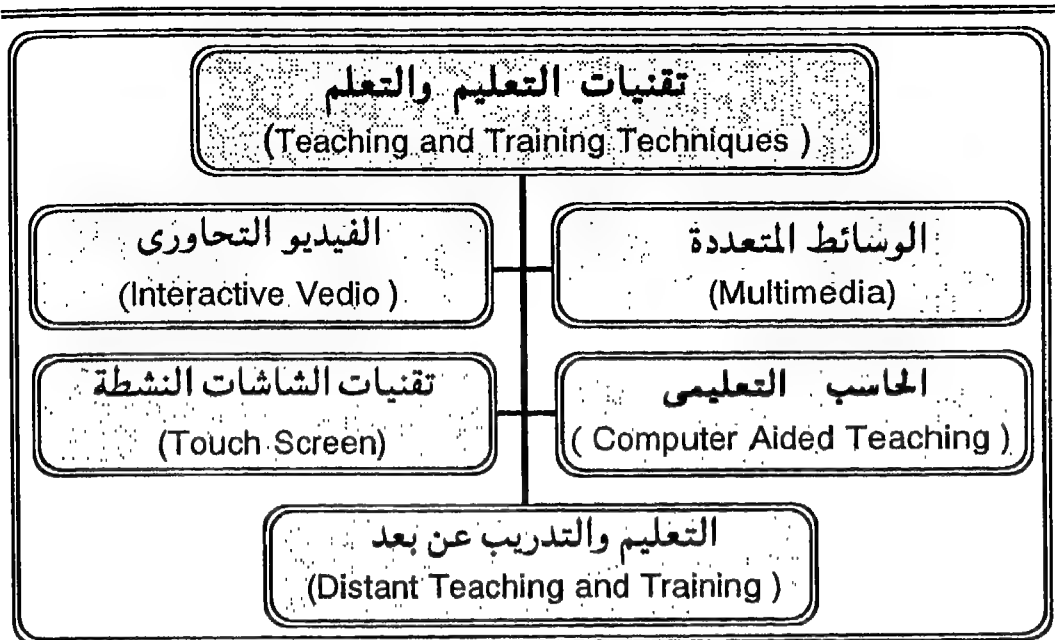 تقنيات التعليم والتعلم
(Teaching and Training Techniques )
الوسائط المتعددة
(Multimedia)
الفيديو التحاورى
(Interactive Vedio )
الحاسب التعليمى
( Computer Aided Teaching )
تقنيات الشاشات النشطة
(Touch Screen)
التعليم والتدريب عن بعد
(Distant Teaching and Training )